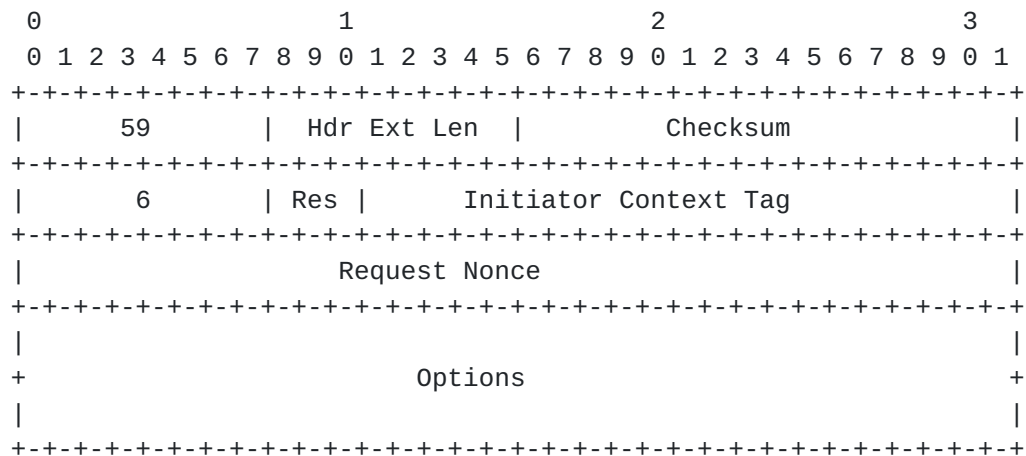 0                   1                   2                   3
 0 1 2 3 4 5 6 7 8 9 0 1 2 3 4 5 6 7 8 9 0 1 2 3 4 5 6 7 8 9 0 1
+-+-+-+-+-+-+-+-+-+-+-+-+-+-+-+-+-+-+-+-+-+-+-+-+-+-+-+-+-+-+-+-+
|      59       |  Hdr Ext Len  |         Checksum              |
+-+-+-+-+-+-+-+-+-+-+-+-+-+-+-+-+-+-+-+-+-+-+-+-+-+-+-+-+-+-+-+-+
|       6       | Res |      Initiator Context Tag              |
+-+-+-+-+-+-+-+-+-+-+-+-+-+-+-+-+-+-+-+-+-+-+-+-+-+-+-+-+-+-+-+-+
|                    Request Nonce                              |
+-+-+-+-+-+-+-+-+-+-+-+-+-+-+-+-+-+-+-+-+-+-+-+-+-+-+-+-+-+-+-+-+
|                                                               |
+                         Options                               +
|                                                               |
+-+-+-+-+-+-+-+-+-+-+-+-+-+-+-+-+-+-+-+-+-+-+-+-+-+-+-+-+-+-+-+-+